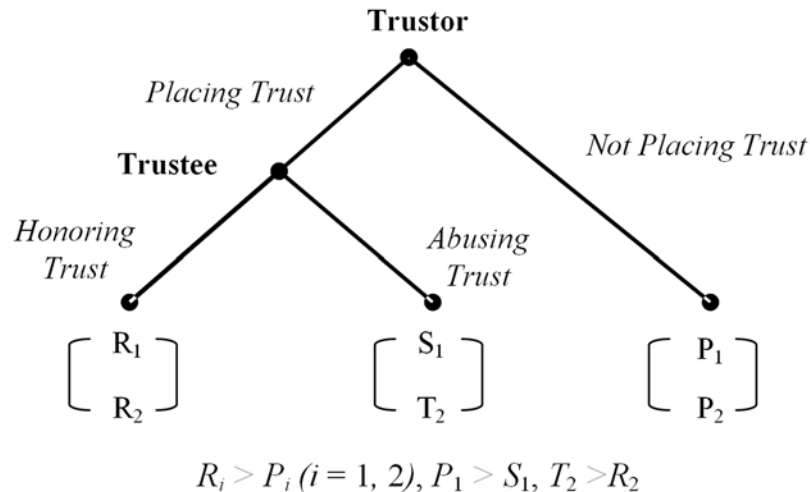 Trustor
Placing Trust
Not Placing Trust
Trustee
Honoring
Trust
Abusing
Trust
R₁
R₂
S₁
T₂
P₁
P₂
Rᵢ > Pᵢ (i = 1, 2), P₁ > S₁, T₂ >R₂